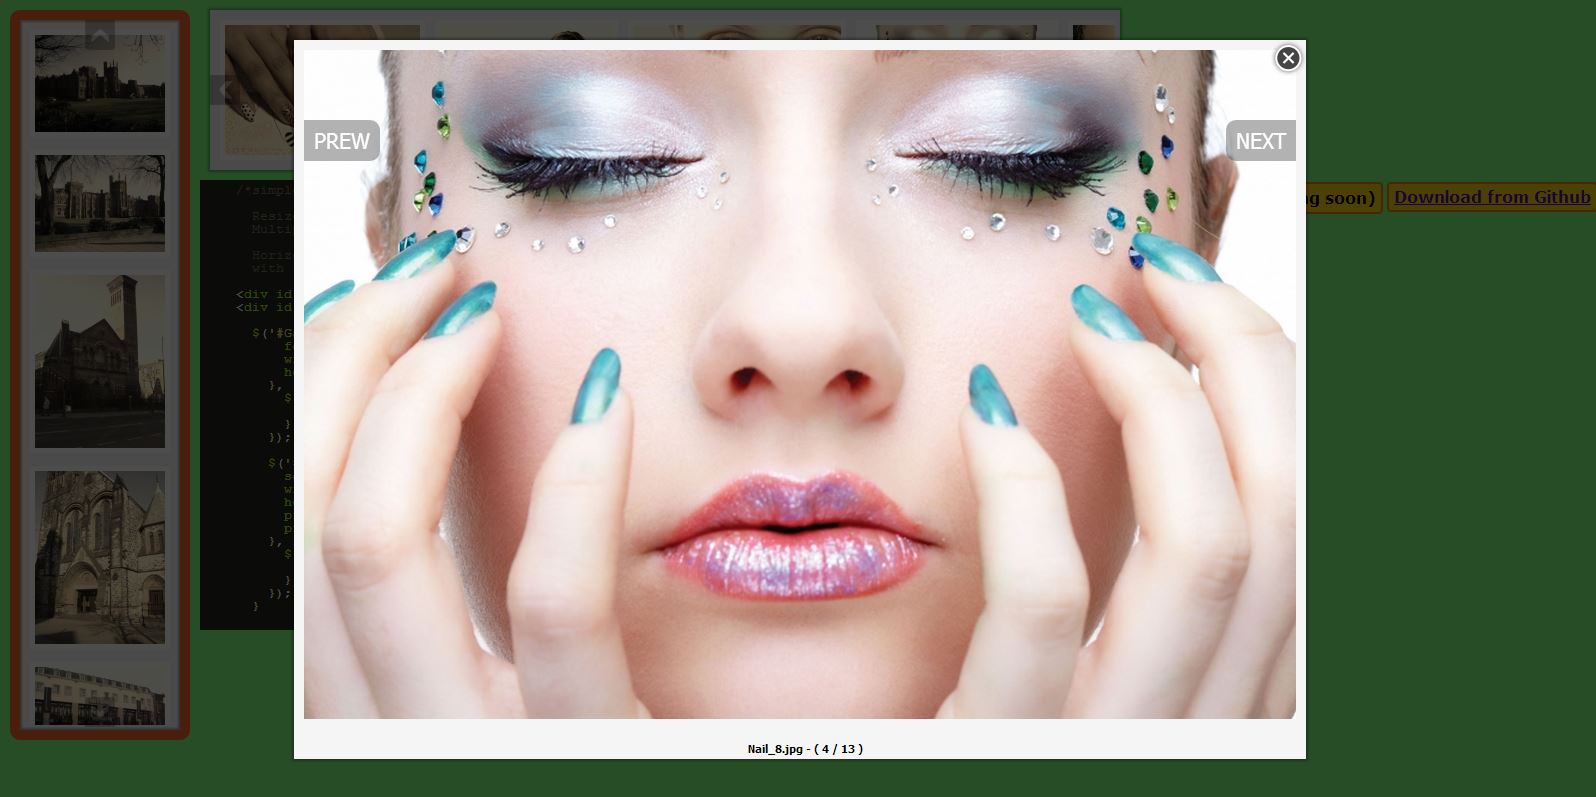 PREW
NEXT
/*simpl
g soon)
Download from Github
Resiz
Multi
Horiz
with
<div id
<div id
$('#G
f
w
h
},
$
}
});
$('
s
w
h
p
p
},
$
}
});
}
Nail_8.jpg - ( 4 / 13 )